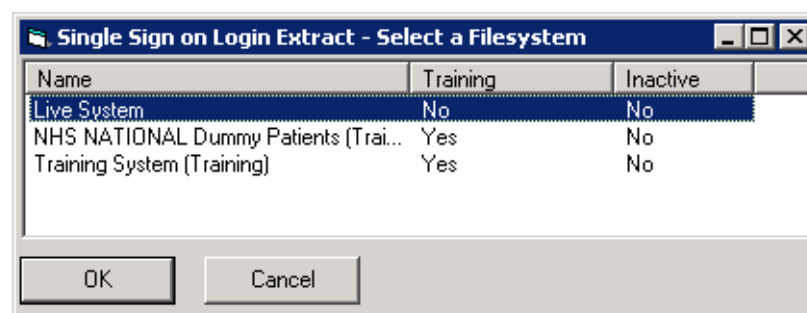 Single Sign on Login Extract - Select a Filesystem
Name Training Inactive
Live System No No
NHS NATIONAL Dummy Patients (Trai... Yes No
Training System (Training) Yes No
OK Cancel